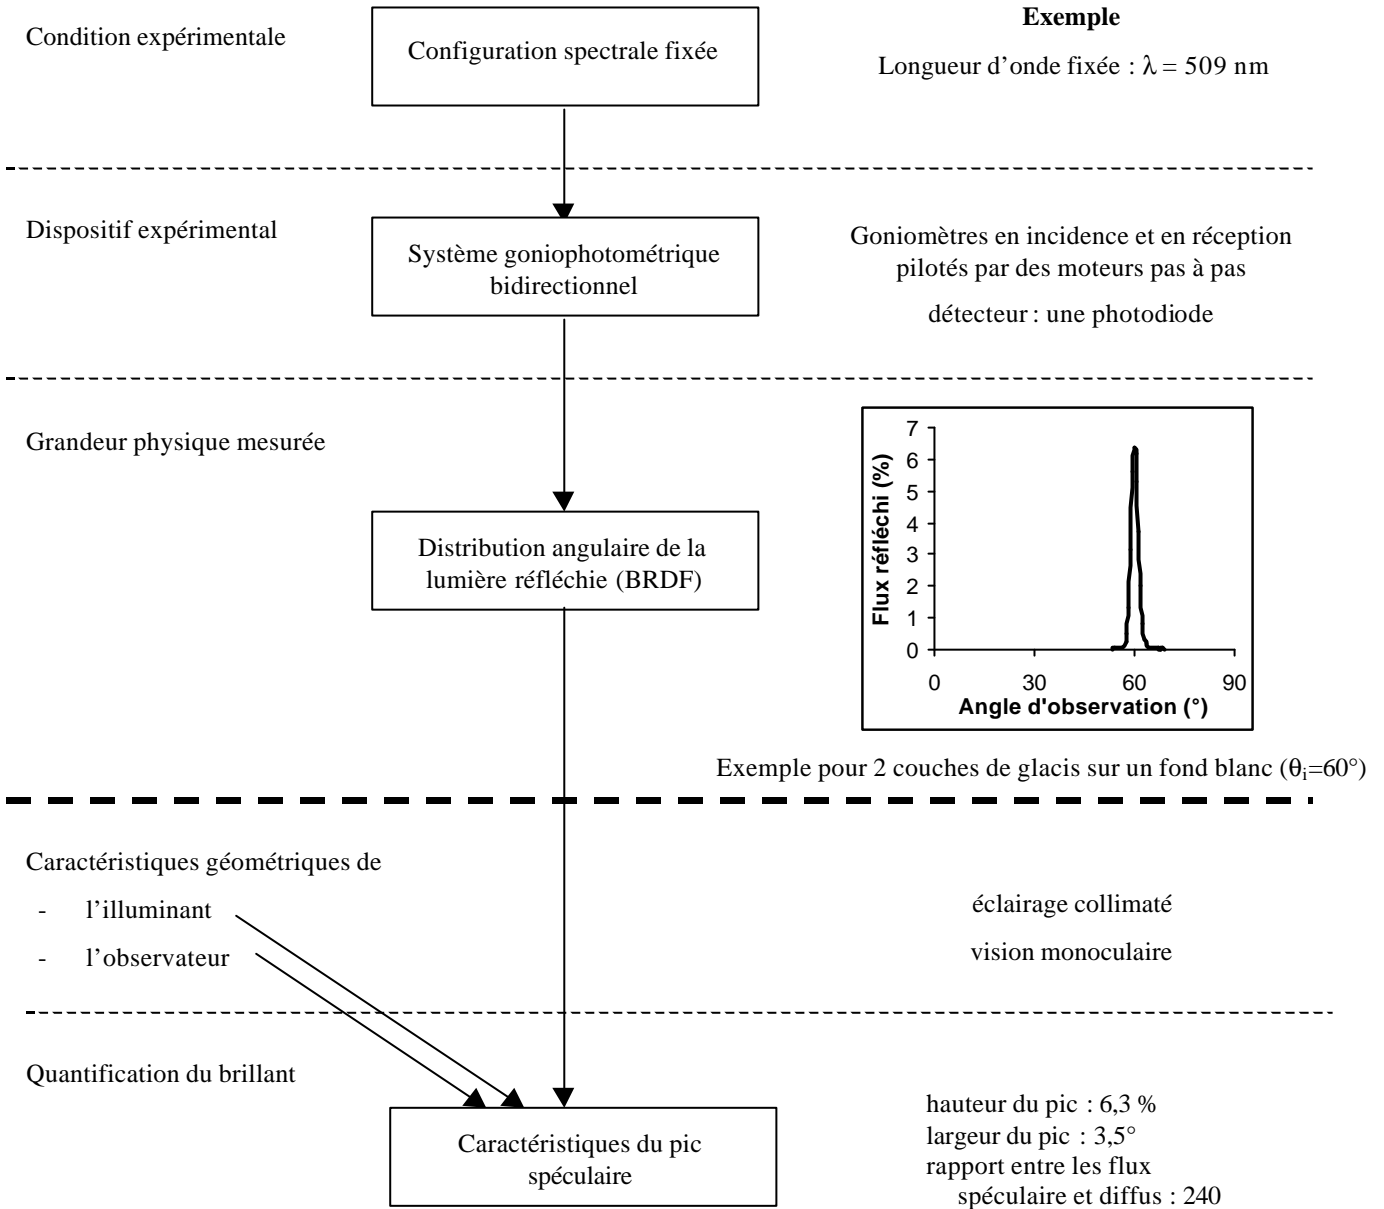 Exemple
Condition expérimentale
Configuration spectrale fixée
Longueur d’onde fixée : λ = 509 nm
Dispositif expérimental
Système goniophotométrique
bidirectionnel
Goniomètres en incidence et en réception
pilotés par des moteurs pas à pas
détecteur : une photodiode
Grandeur physique mesurée
Distribution angulaire de la
lumière réfléchie (BRDF)
Flux réfléchi (%)
7
6
5
4
3
2
1
0
0 30 60 90
Angle d'observation (°)
Exemple pour 2 couches de glacis sur un fond blanc (θi=60°)
Caractéristiques géométriques de
- l’illuminant
- l’observateur
éclairage collimaté
vision monoculaire
Quantification du brillant
Caractéristiques du pic
spéculaire
hauteur du pic : 6,3 %
largeur du pic : 3,5°
rapport entre les flux
spéculaire et diffus : 240